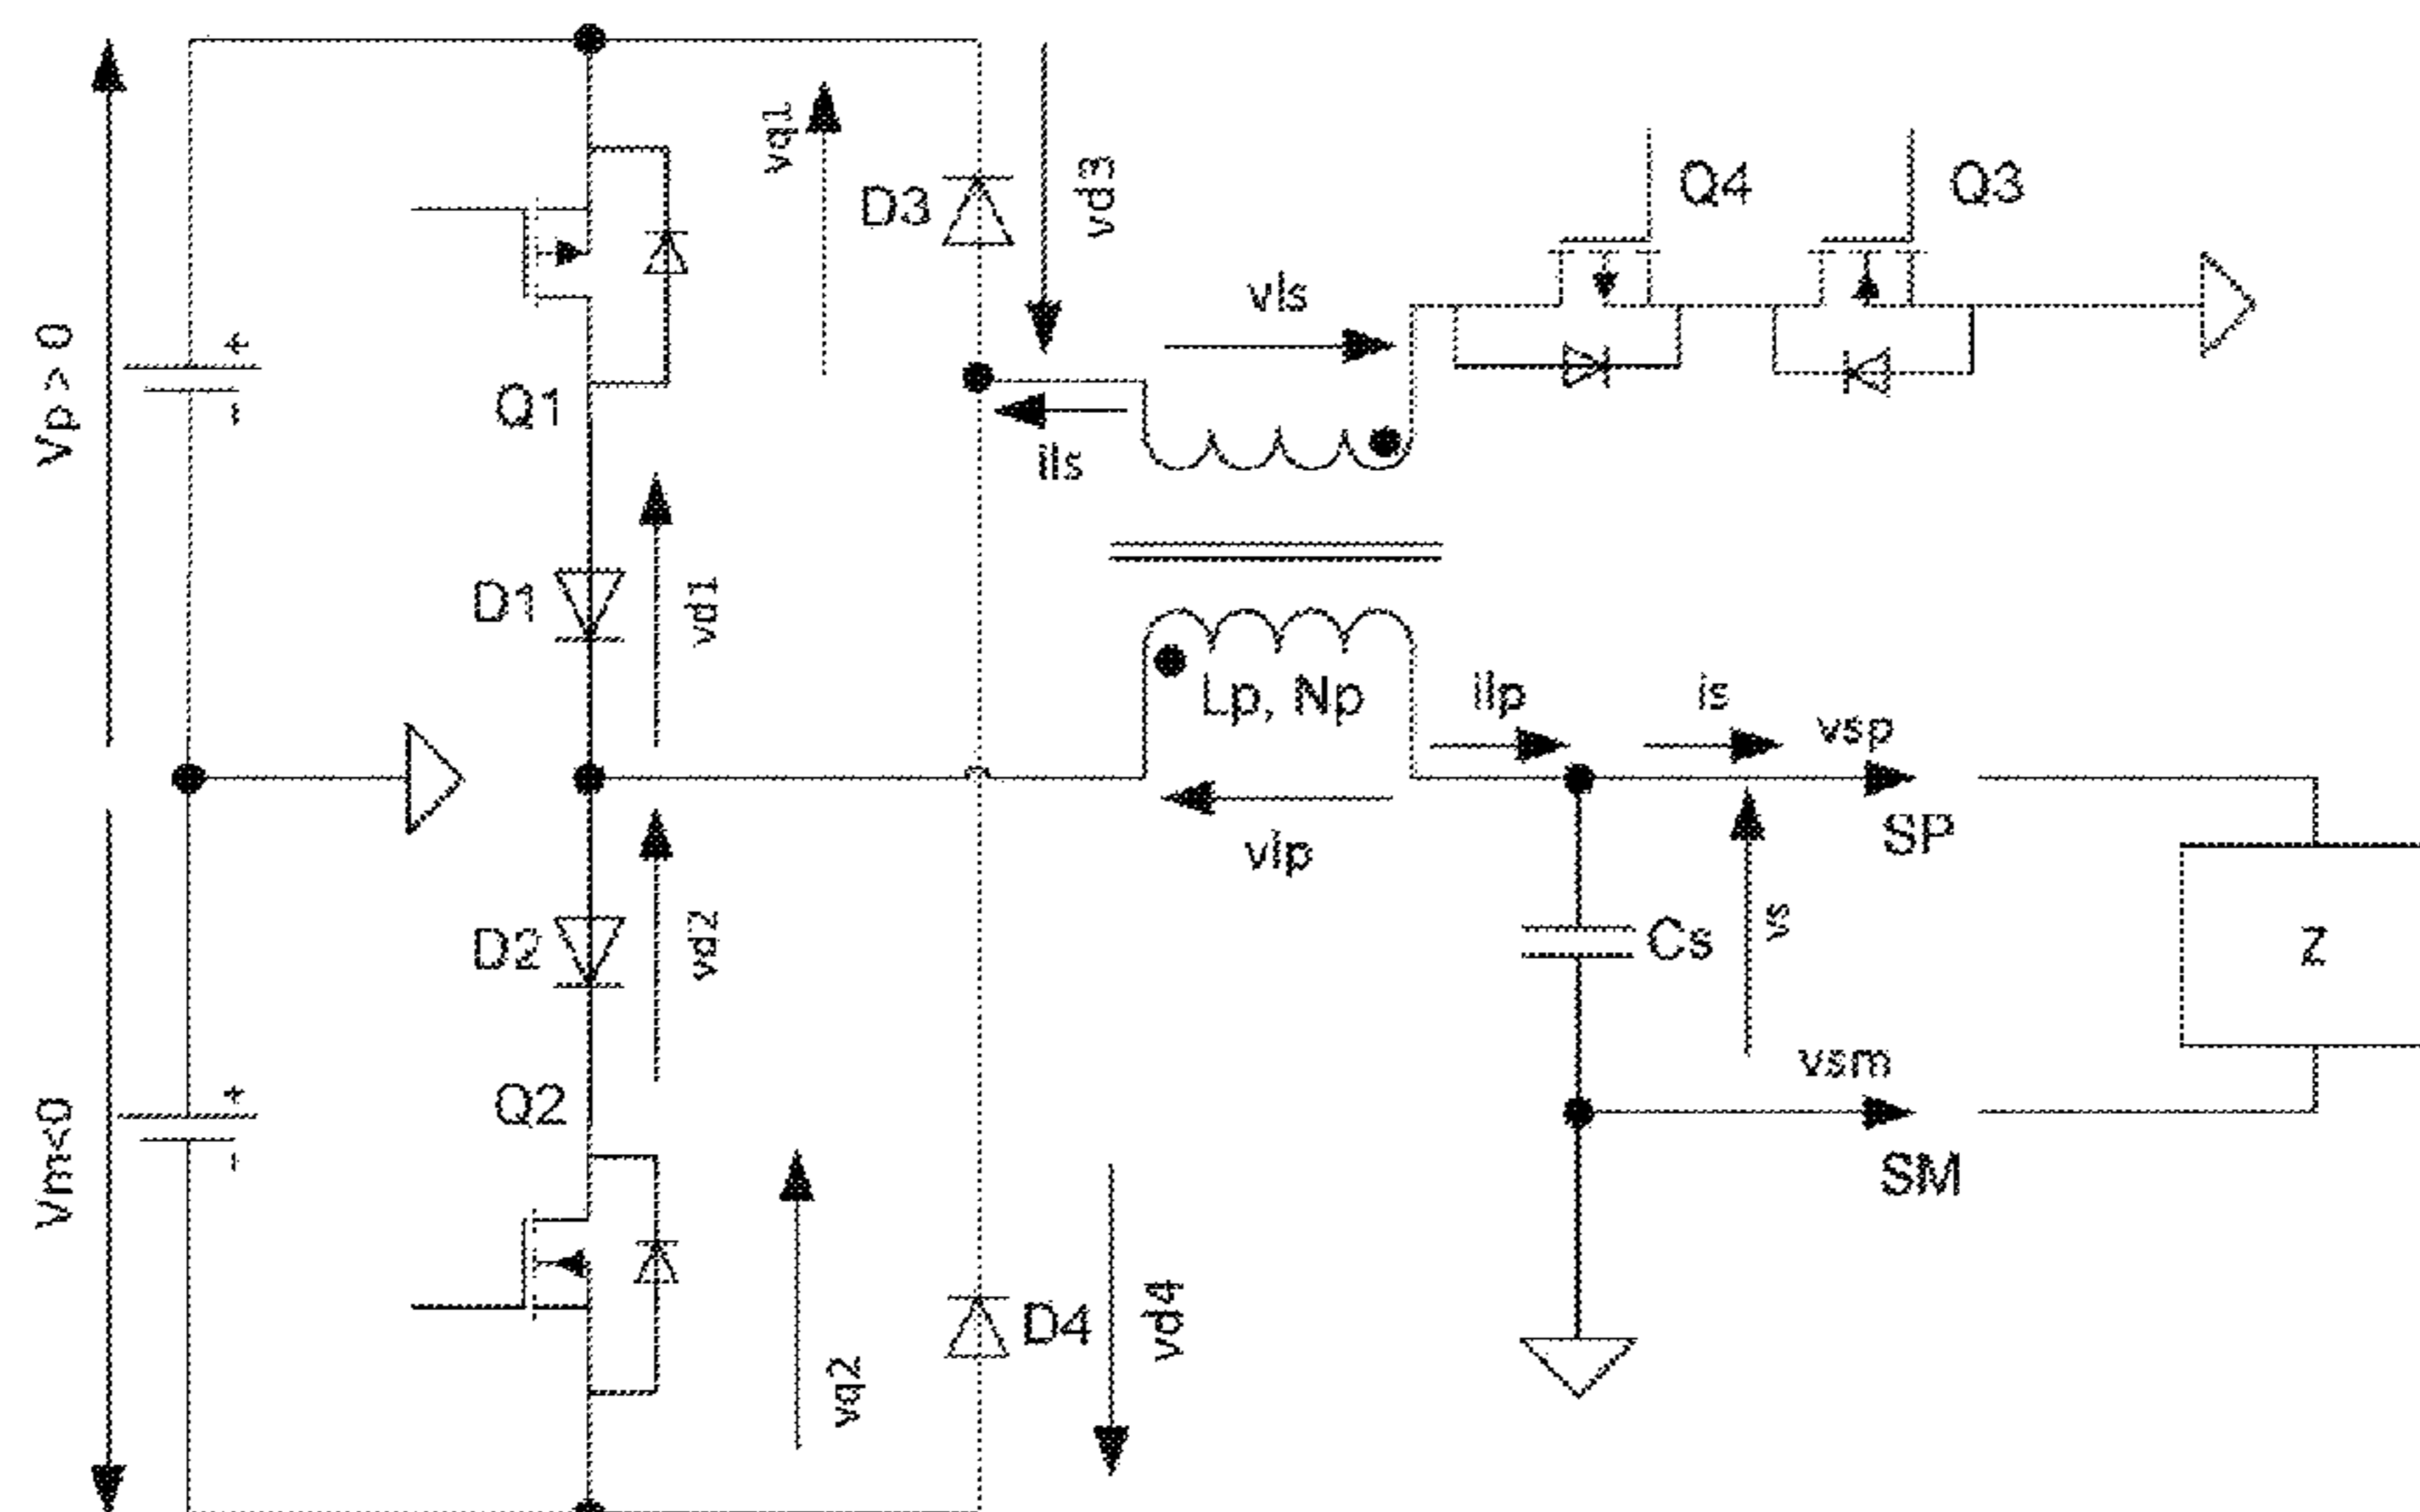 vq1
D3
vd3
Q4
Q3
Vp > 0
+
-
Q1
vls
ils
D1
vd1
Lp, Np
ilp
is
vsp
vlp
SP
D2
vd2
Cs
vs
Z
Vm<0
+
-
Q2
vsm
SM
vq2
D4
vd4